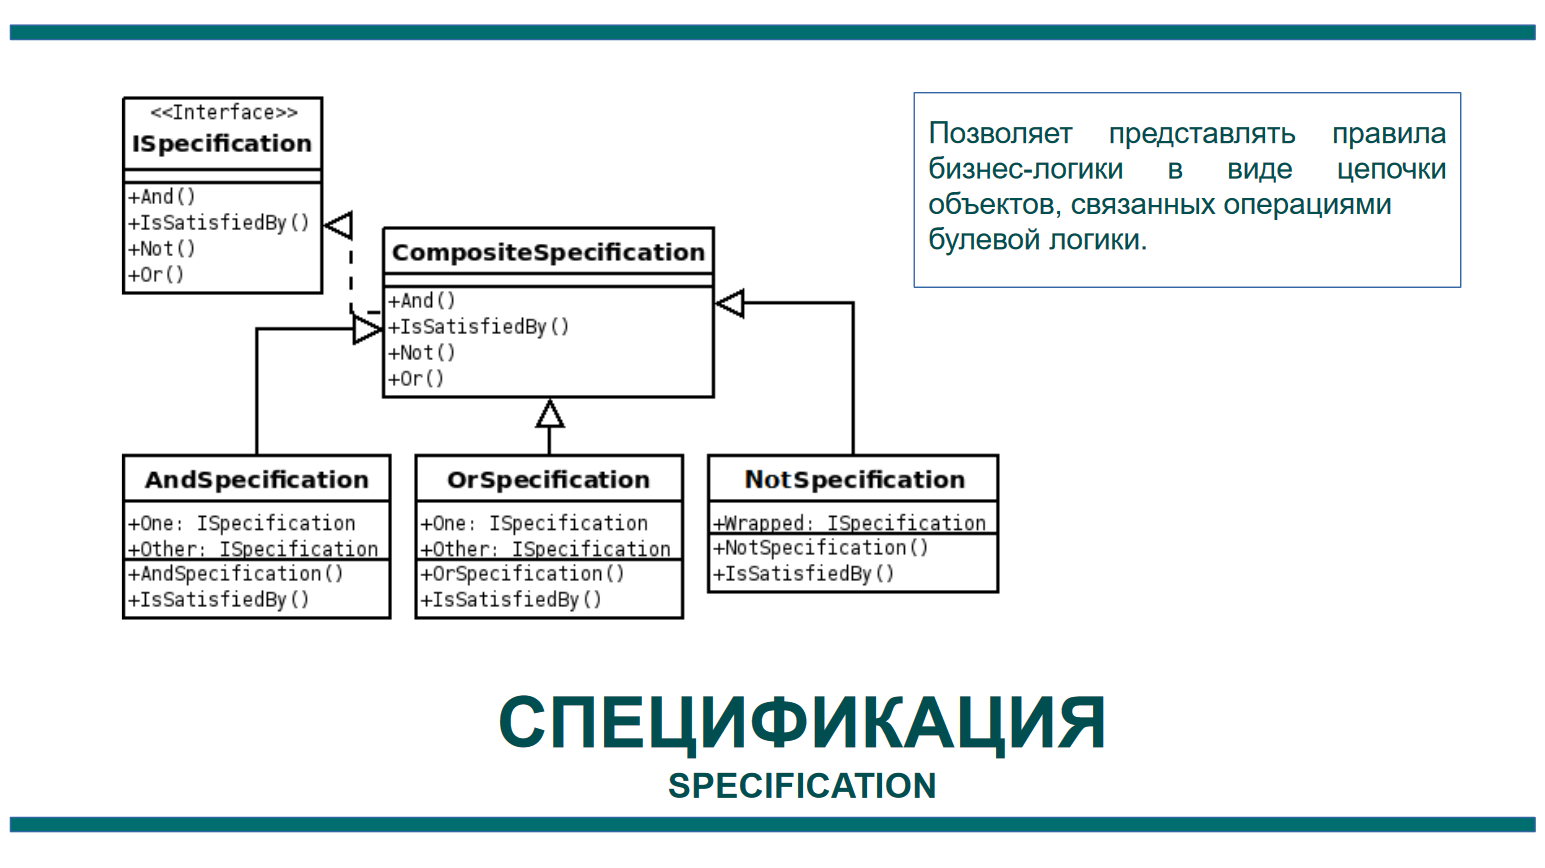 <<Interface>>
ISpecification
+And()
+IsSatisfiedBy()
+Not()
+Or()
CompositeSpecification
+And()
+IsSatisfiedBy()
+Not()
+Or()
AndSpecification
+One: ISpecification
+Other: ISpecification
+AndSpecification()
+IsSatisfiedBy()
OrSpecification
+One: ISpecification
+Other: ISpecification
+OrSpecification()
+IsSatisfiedBy()
NotSpecification
+Wrapped: ISpecification
+NotSpecification()
+IsSatisfiedBy()
Позволяет представлять правила
бизнес-логики в виде цепочки
объектов, связанных операциями
булевой логики.
СПЕЦИФИКАЦИЯ
SPECIFICATION